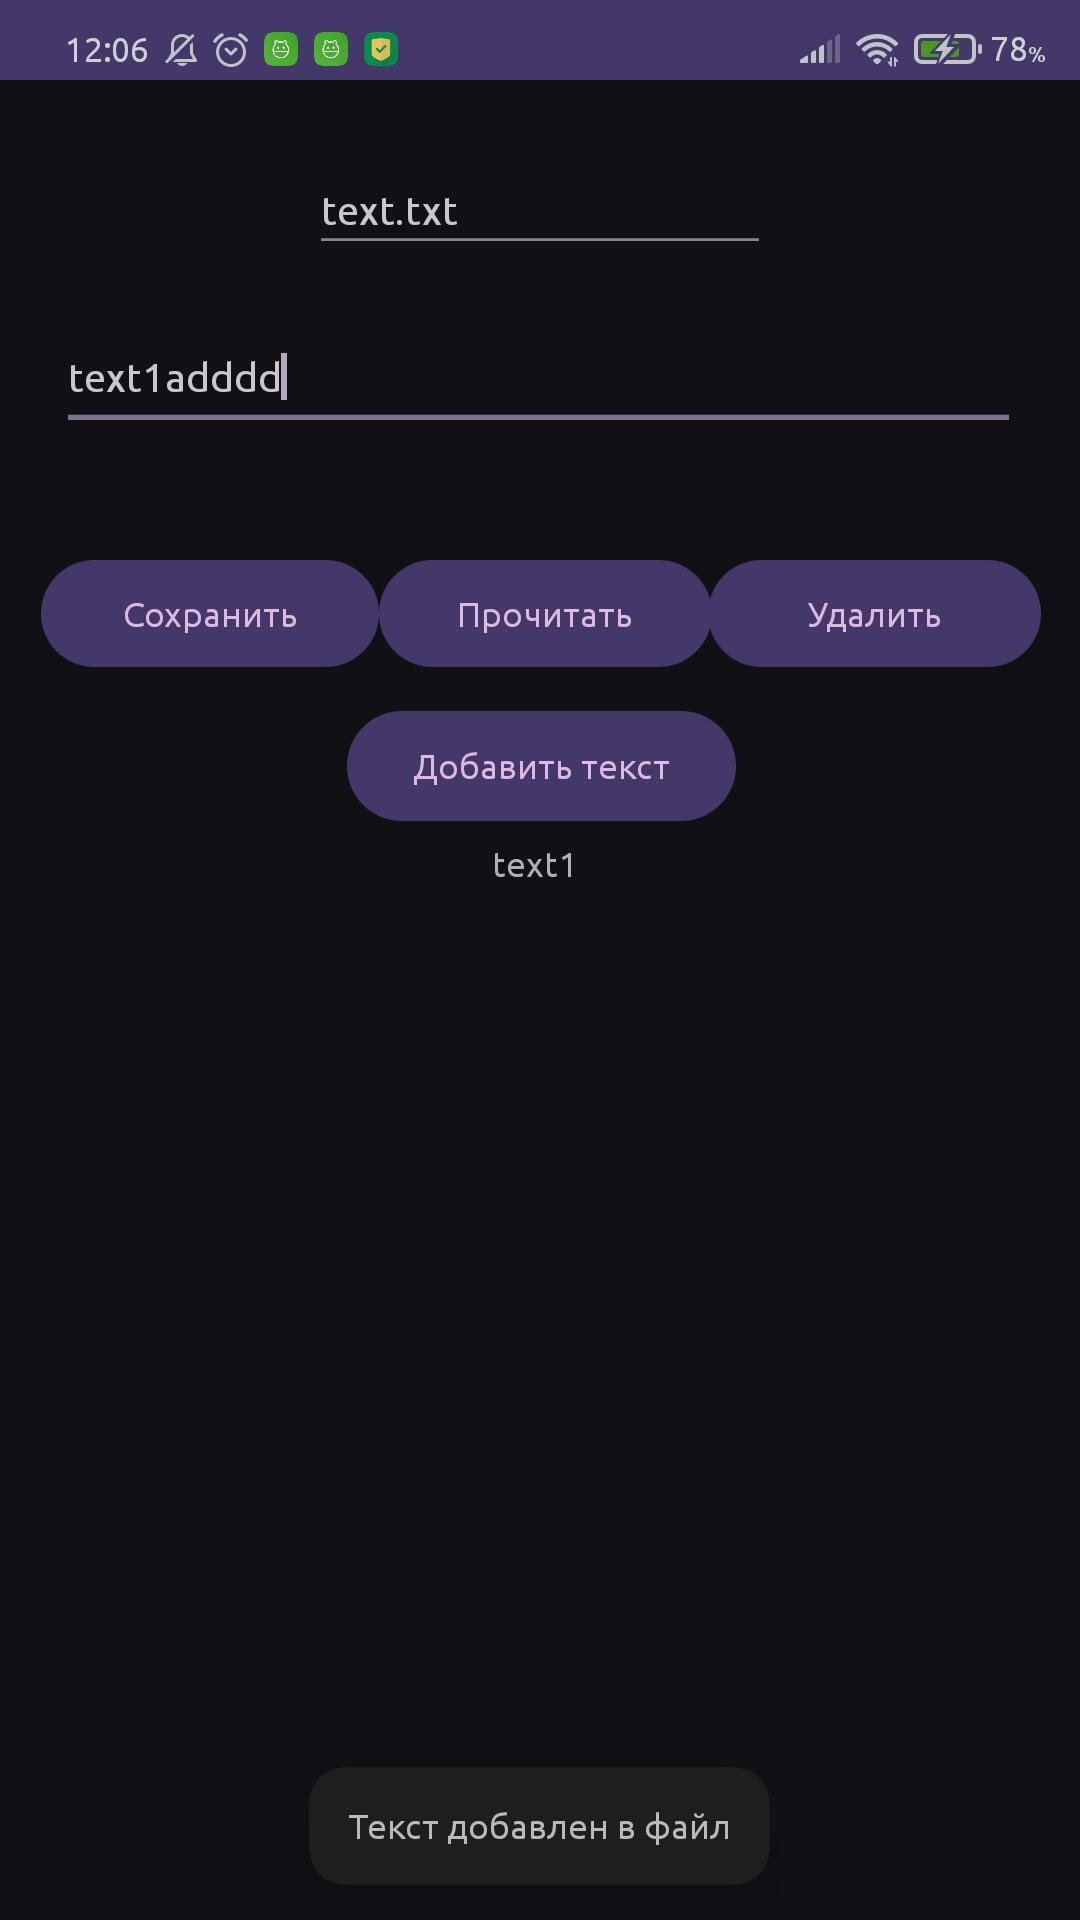 12:06 78%
text.txt
text1adddd
Сохранить Прочитать Удалить
Добавить текст
text1
Текст добавлен в файл